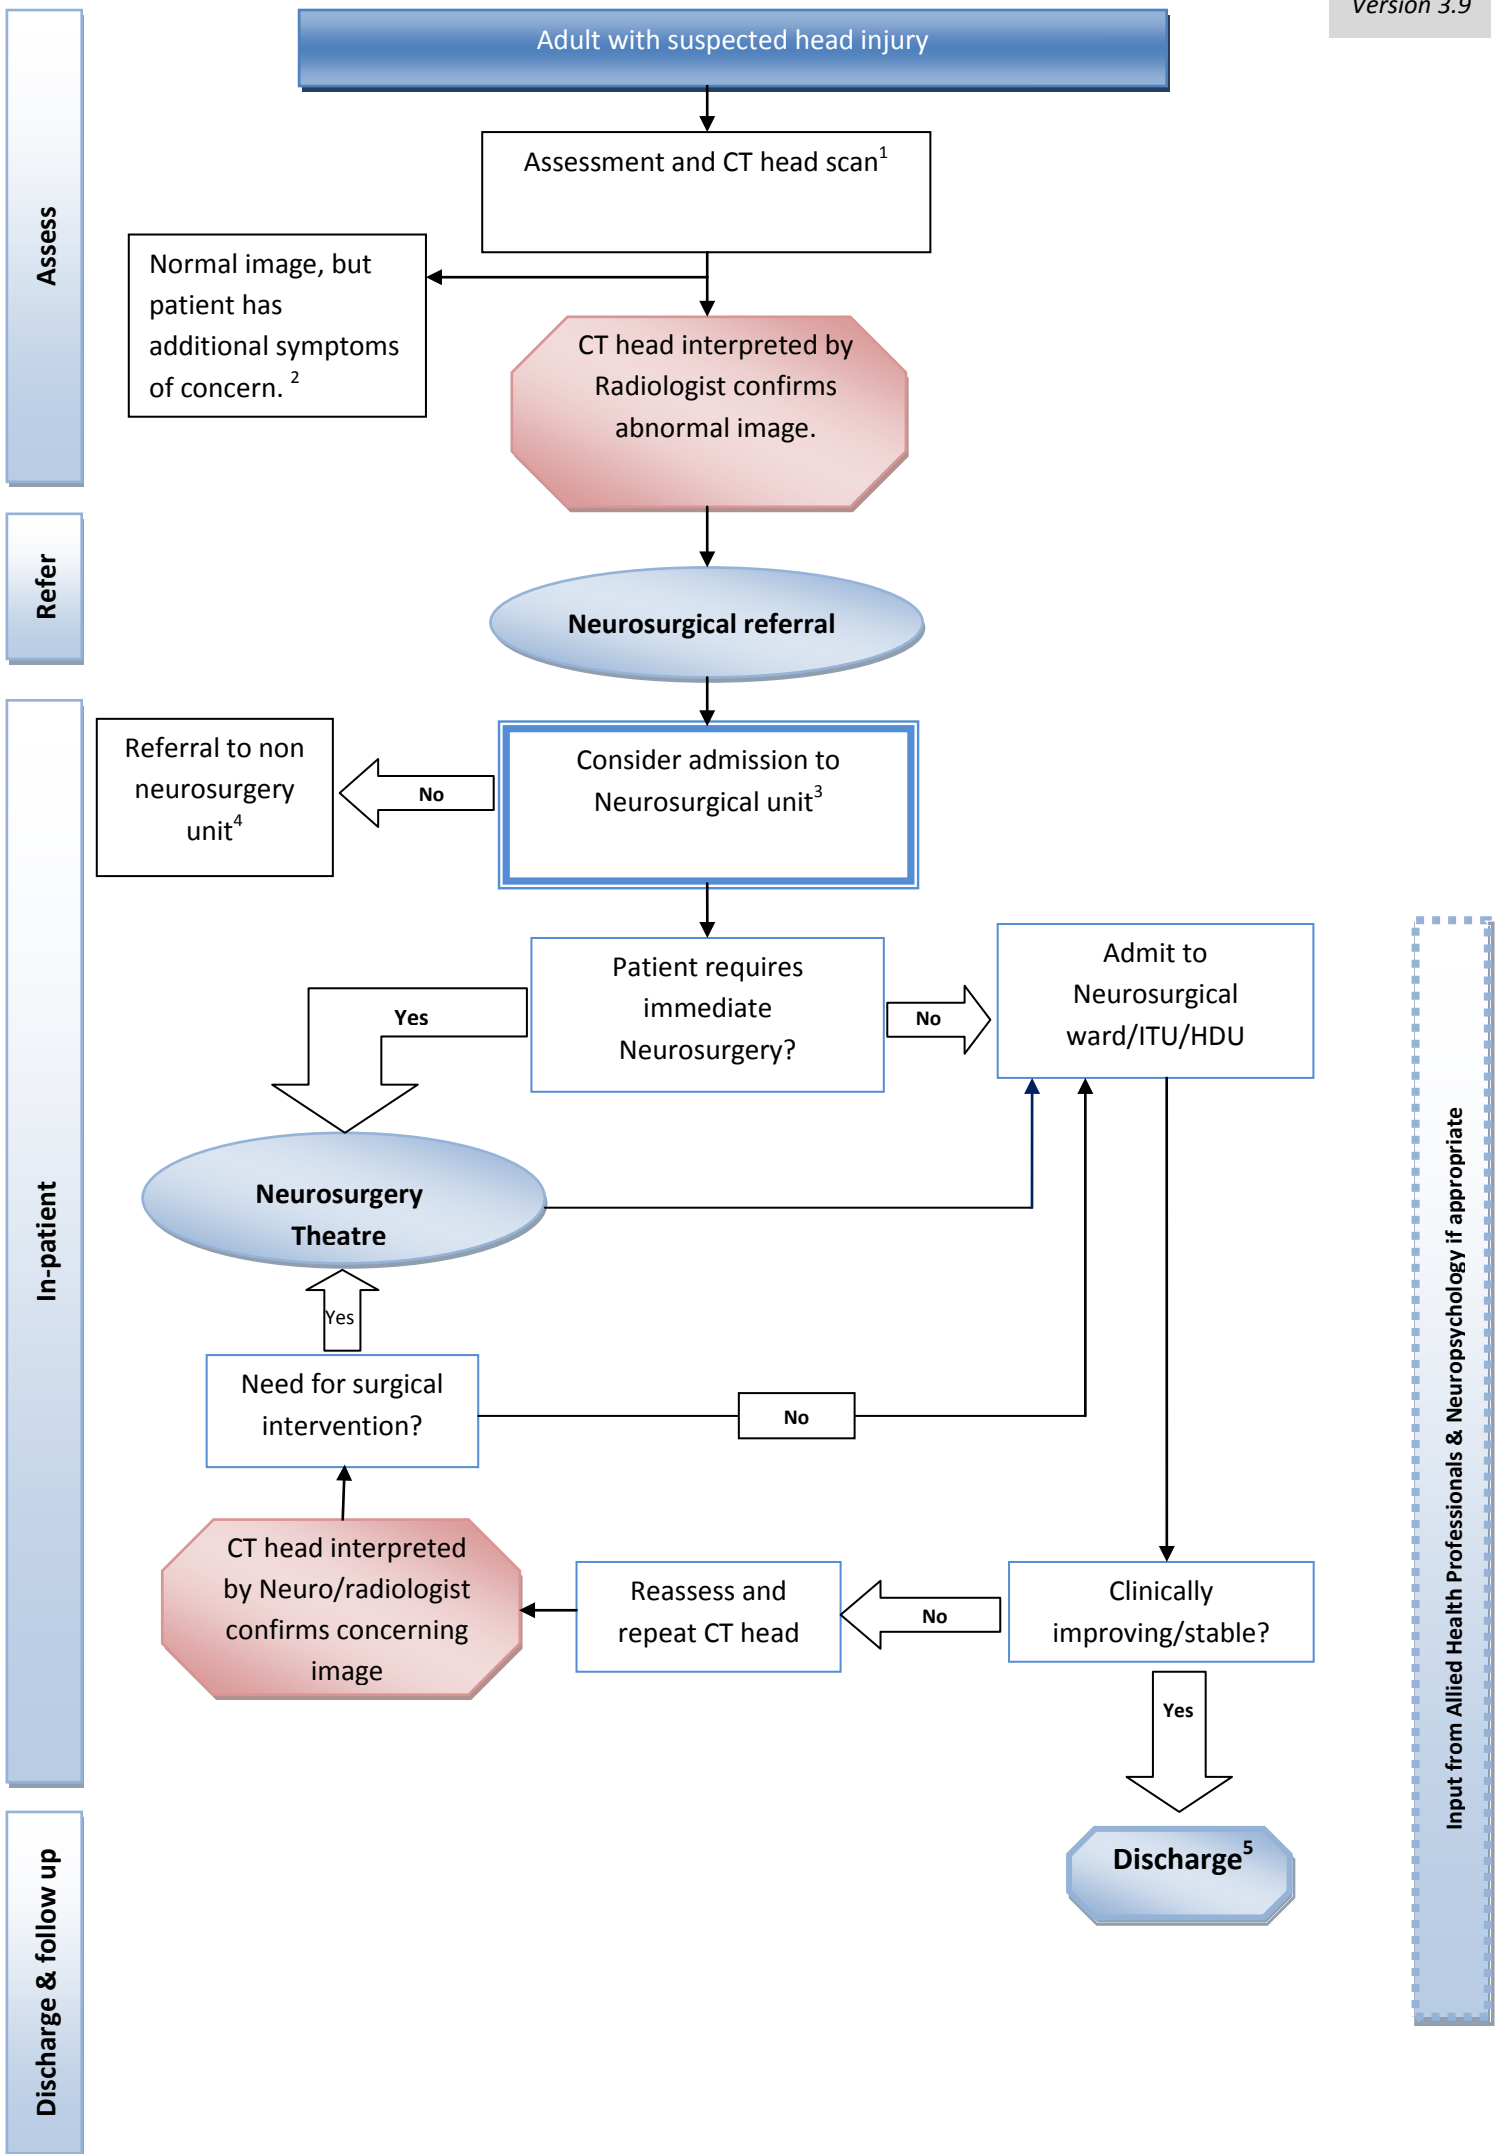 Version 3.9
Adult with suspected head injury
Assess
Assessment and CT head scan1
Normal image, but
patient has
additional symptoms
of concern. 2
CT head interpreted by
Radiologist confirms
abnormal image.
Refer
Neurosurgical referral
In-patient
Referral to non
neurosurgery
unit4
No
Consider admission to
Neurosurgical unit3
Patient requires
immediate
Neurosurgery?
Yes
No
Admit to
Neurosurgical
ward/ITU/HDU
Neurosurgery
Theatre
Yes
Need for surgical
intervention?
No
CT head interpreted
by Neuro/radiologist
confirms concerning
image
Reassess and
repeat CT head
No
Clinically
improving/stable?
Yes
Input from Allied Health Professionals & Neuropsychology if appropriate
Discharge & follow up
Discharge5